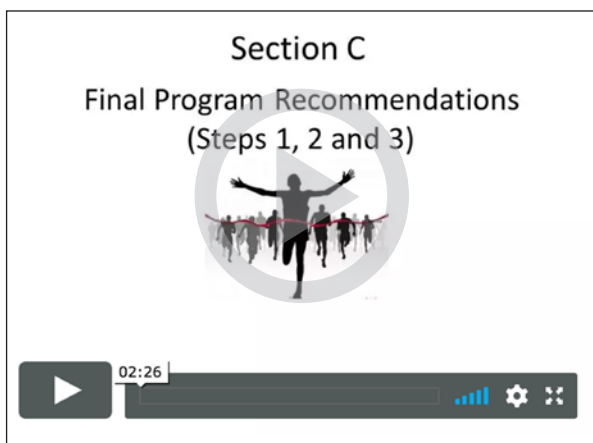 Section C
Final Program Recommendations
(Steps 1, 2 and 3)
02:26